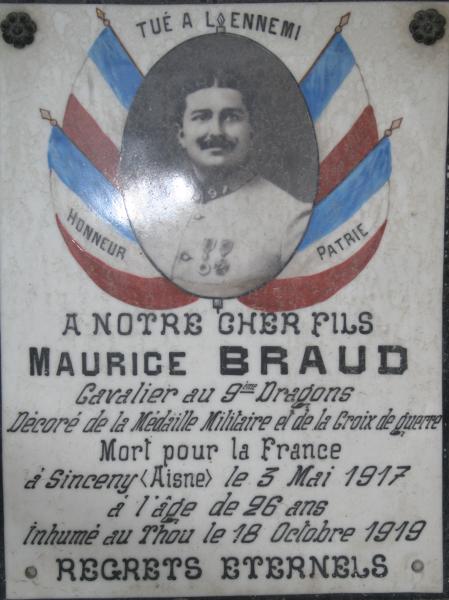 TUÉ A L'ENNEMI
HONNEUR
PATRIE
A NOTRE CHER FILS
MAURICE BRAUD
Cavalier au 9ème Dragons
Décoré de la Médaille Militaire et de la Croix de guerre
Mort pour la France
à Sinceny (Aisne) le 3 Mai 1917
à l'âge de 26 ans
inhumé au Thou le 18 Octobre 1919
REGRETS ETERNELS